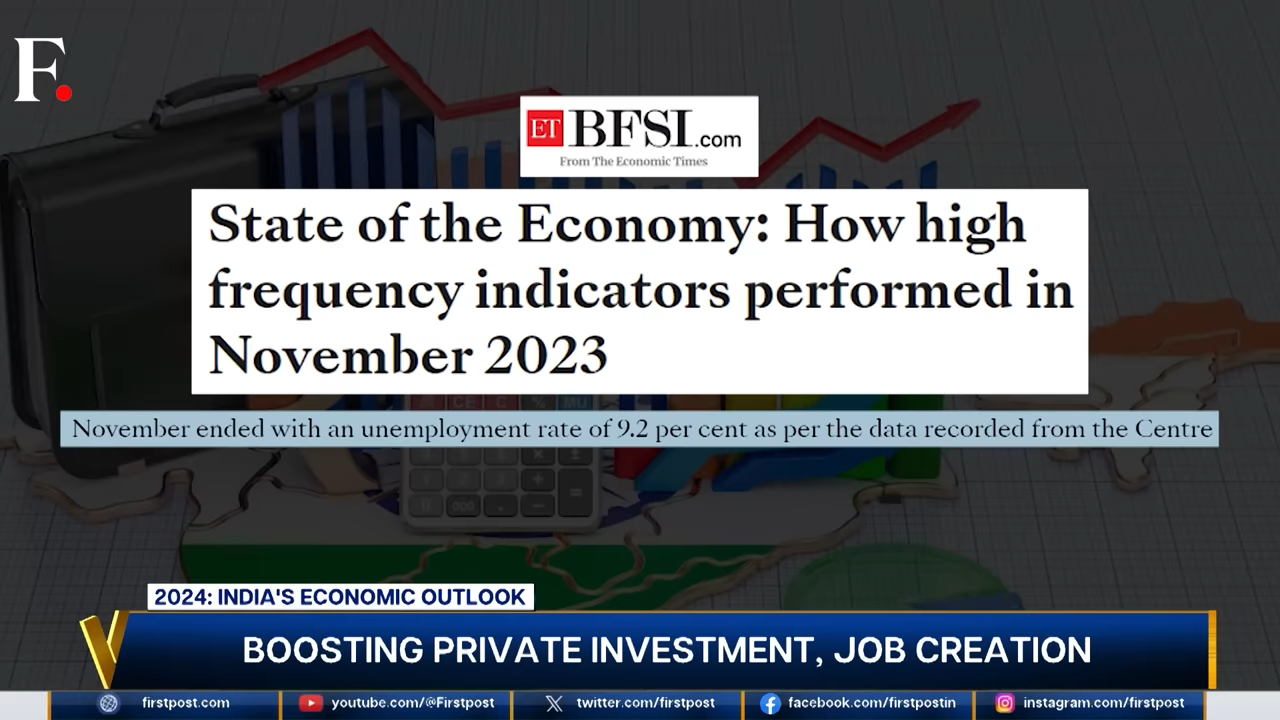 F.
ET BFSI.com
From The Economic Times
State of the Economy: How high
frequency indicators performed in
November 2023
November ended with an unemployment rate of 9.2 per cent as per the data recorded from the Centre
CE C % MU
000 . −
2024: INDIA'S ECONOMIC OUTLOOK
V
BOOSTING PRIVATE INVESTMENT, JOB CREATION
firstpost.com youtube.com/@Firstpost twitter.com/firstpost facebook.com/firstpostin instagram.com/firstpost